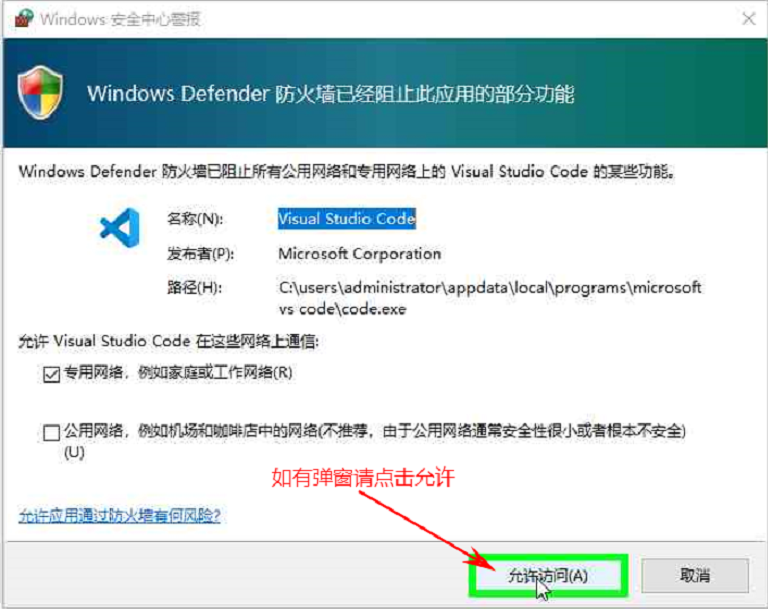 Windows 安全中心警报
Windows Defender 防火墙已经阻止此应用的部分功能
Windows Defender 防火墙已阻止所有公用网络和专用网络上的 Visual Studio Code 的某些功能。
名称(N): Visual Studio Code
发布者(P): Microsoft Corporation
路径(H): C:\users\administrator\appdata\local\programs\microsoft
vs code\code.exe
允许 Visual Studio Code 在这些网络上通信:
专用网络，例如家庭或工作网络(R)
公用网络，例如机场和咖啡店中的网络(不推荐，由于公用网络通常安全性很小或者根本不安全)
(U)
如有弹窗请点击允许
允许应用通过防火墙有何风险?
允许访问(A) 取消